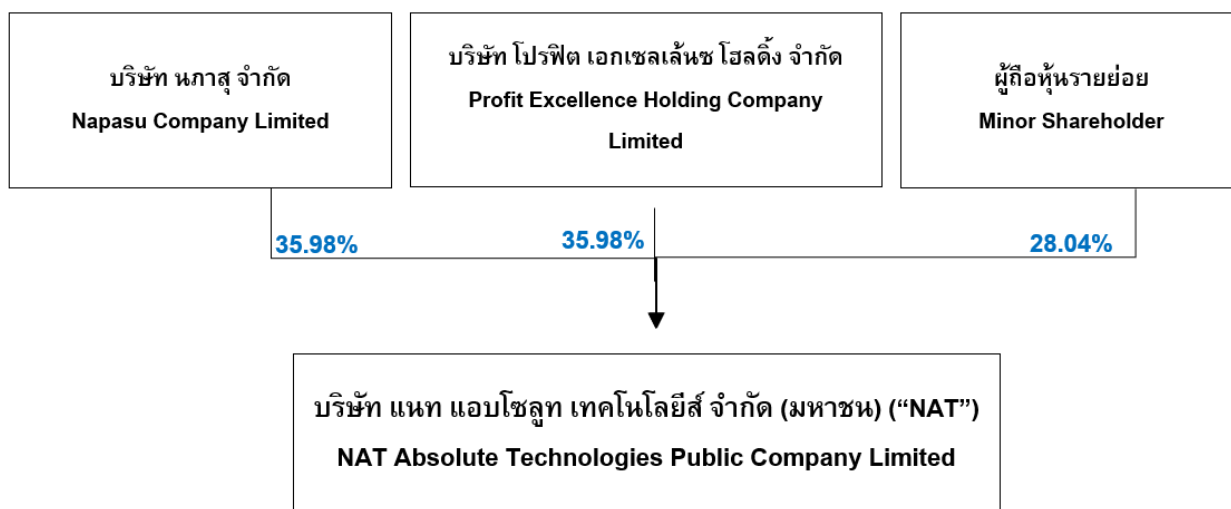 บริษัท นภาสุ จำกัด
Napasu Company Limited
บริษัท โปรฟิต เอกเซลเล้นซ โฮลดิ้ง จำกัด
Profit Excellence Holding Company
Limited
ผู้ถือหุ้นรายย่อย
Minor Shareholder
35.98%
35.98%
28.04%
บริษัท แนท แอบโซลูท เทคโนโลยีส์ จำกัด (มหาชน) (“NAT”)
NAT Absolute Technologies Public Company Limited